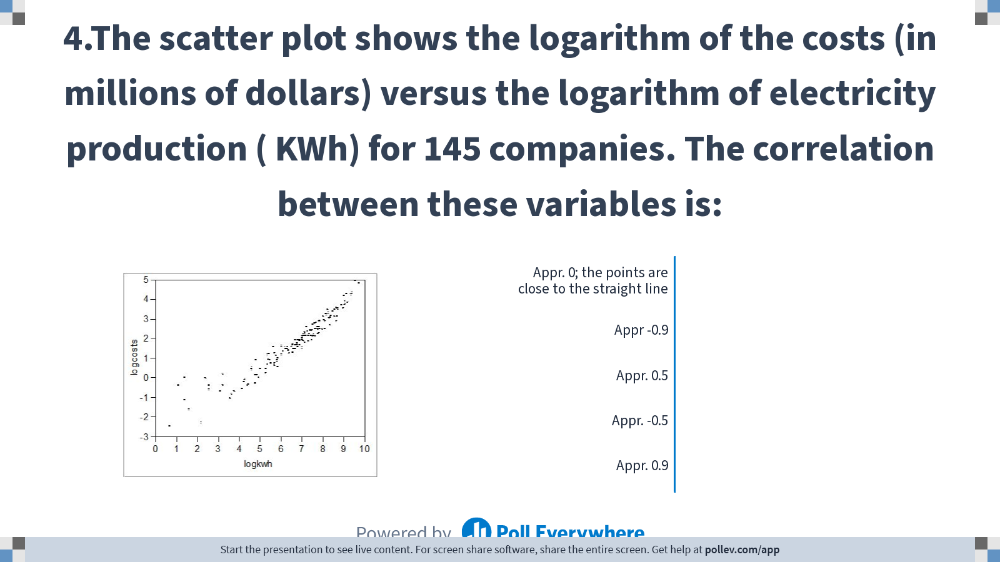 4.The scatter plot shows the logarithm of the costs (in
millions of dollars) versus the logarithm of electricity
production ( KWh) for 145 companies. The correlation
between these variables is:
5
4
3
2
1
0
-1
-2
-3
logcosts
0 1 2 3 4 5 6 7 8 9 10
logkwh
Appr. 0; the points are
close to the straight line
Appr -0.9
Appr. 0.5
Appr. -0.5
Appr. 0.9
Powered by Poll Everywhere
Start the presentation to see live content. For screen share software, share the entire screen. Get help at pollev.com/app